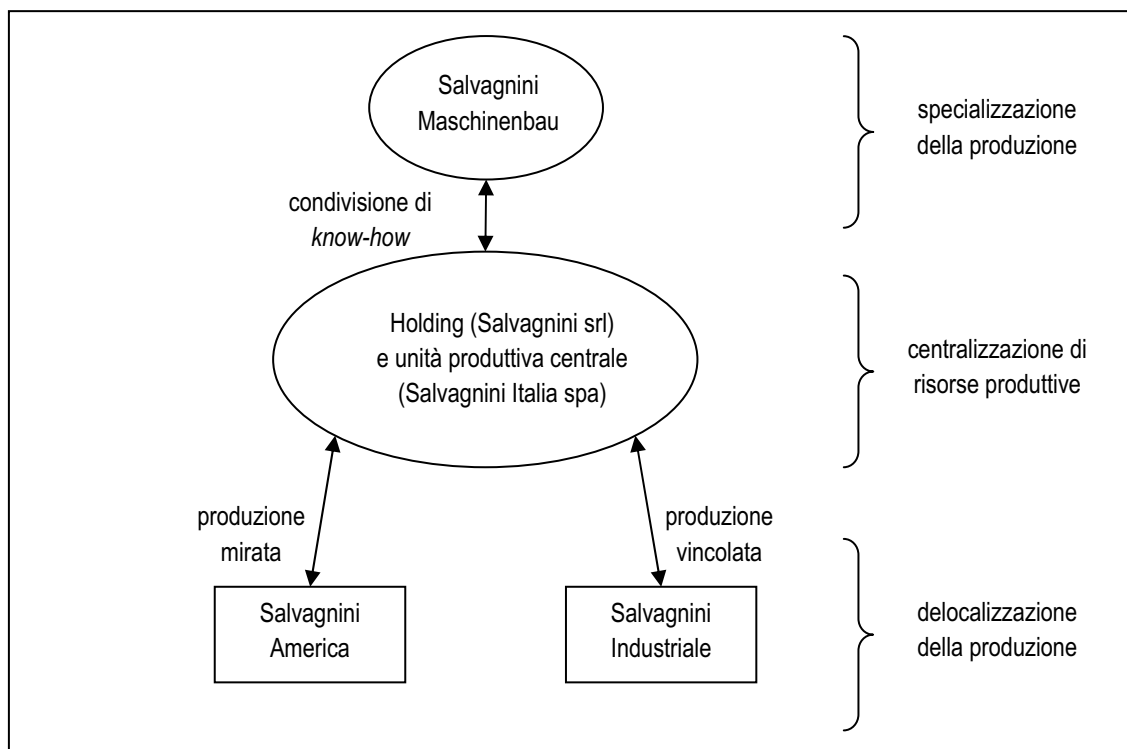 Salvagnini
Maschinenbau
specializzazione
della produzione
condivisione di
know-how
Holding (Salvagnini srl)
e unità produttiva centrale
(Salvagnini Italia spa)
centralizzazione di
risorse produttive
produzione
mirata
produzione
vincolata
Salvagnini
America
Salvagnini
Industriale
delocalizzazione
della produzione